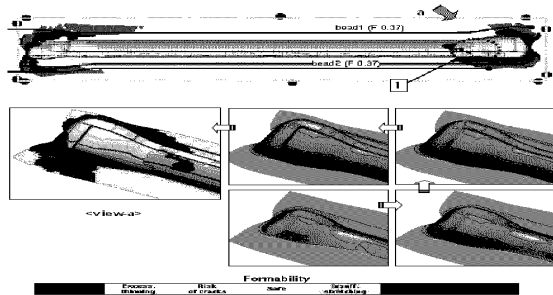 a
bead1 (F 0.37)
bead2 (F 0.37)
1
<view-a>
Formability
Excess. thinning
Risk of cracks
Safe
Insuff. stretching